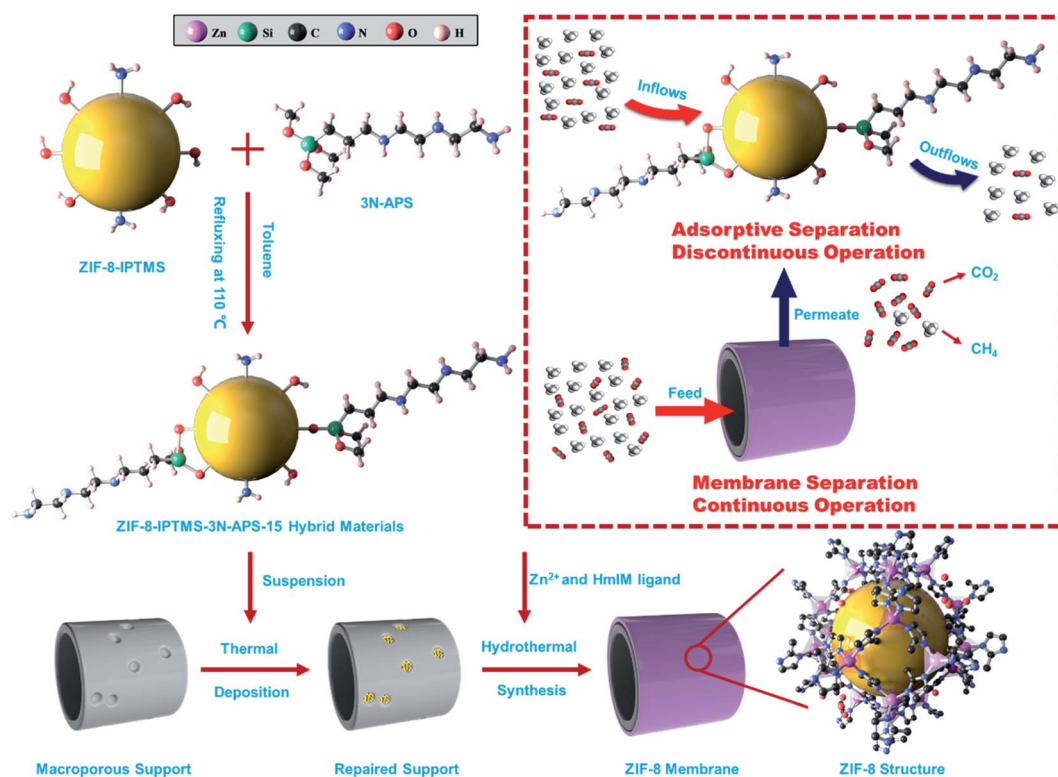 Zn Si C N O H
ZIF-8-IPTMS
3N-APS
Toluene
Refluxing at 110 ℃
ZIF-8-IPTMS-3N-APS-15 Hybrid Materials
Inflows
Outflows
Adsorptive Separation
Discontinuous Operation
Permeate
CO2
CH4
Feed
Membrane Separation
Continuous Operation
Suspension
Zn2+ and HmIM ligand
Thermal
Deposition
Hydrothermal
Synthesis
Macroporous Support
Repaired Support
ZIF-8 Membrane
ZIF-8 Structure